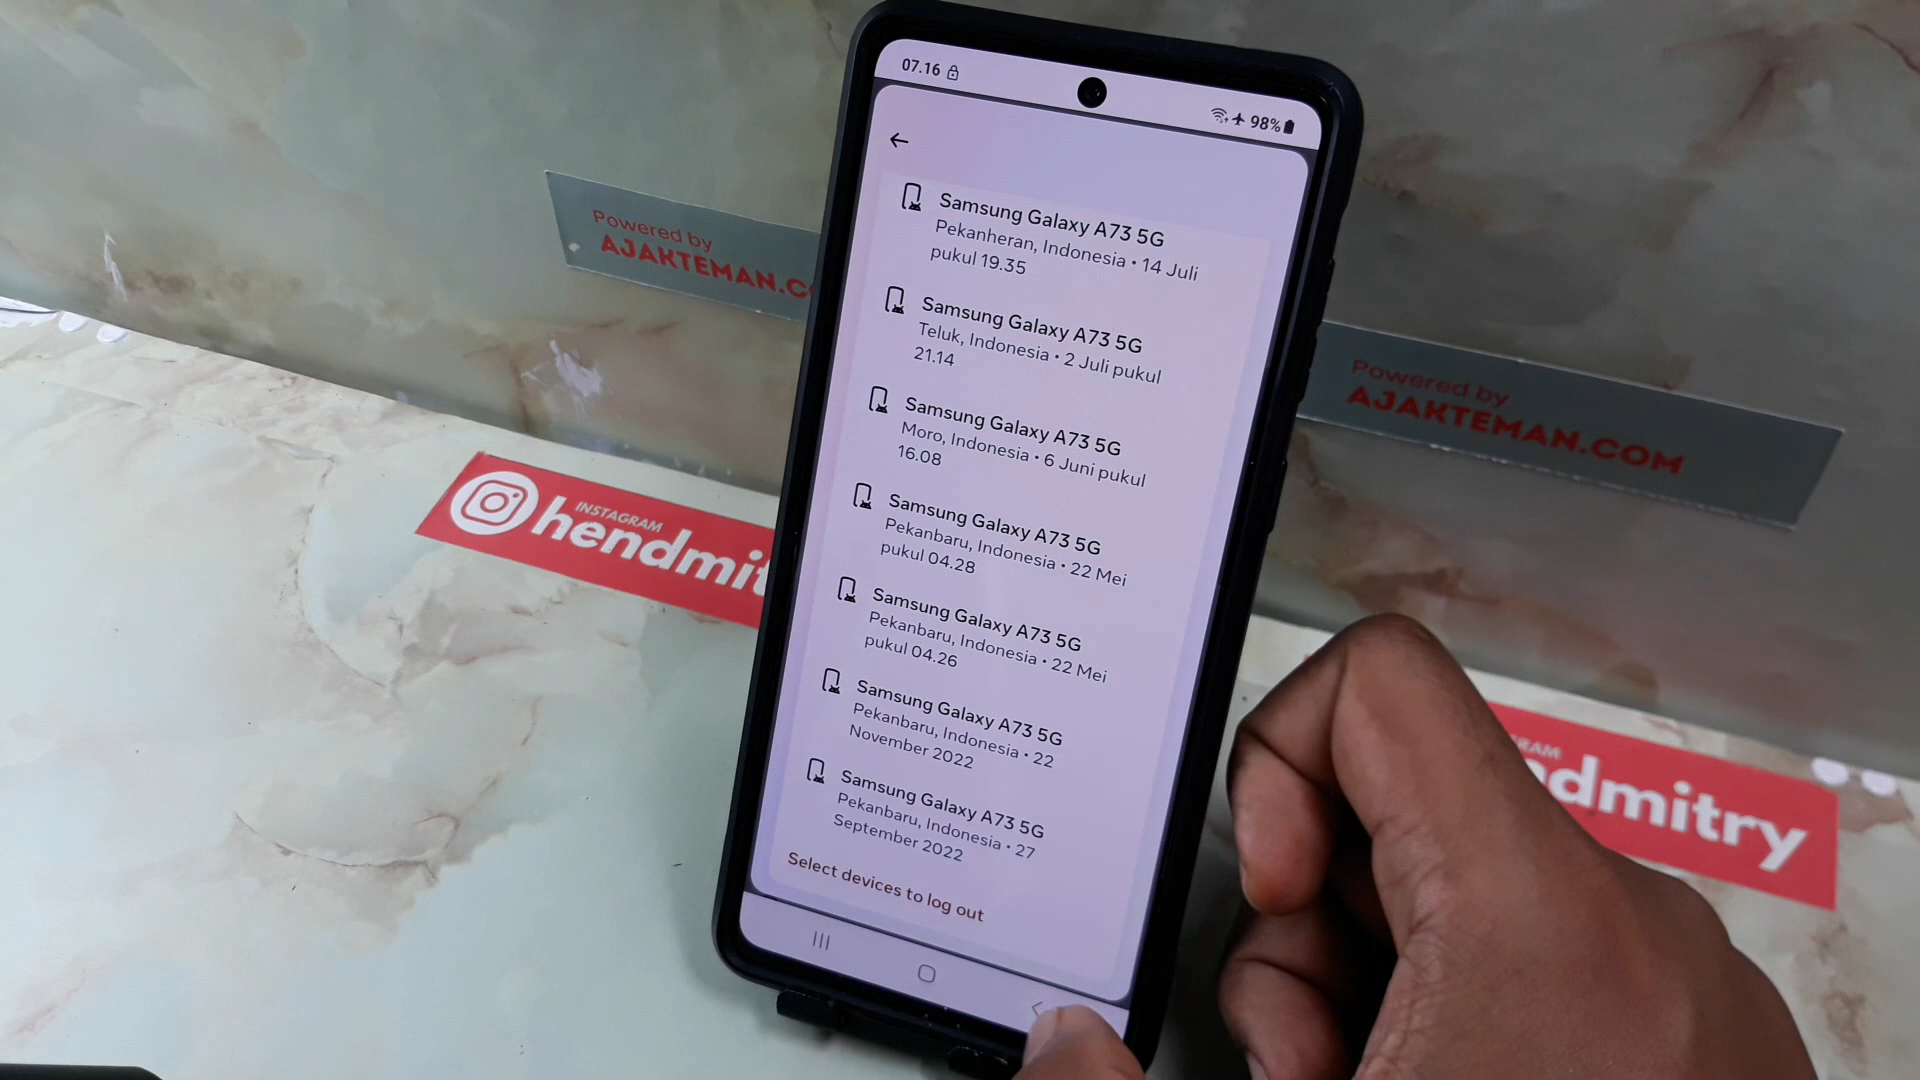 07.16
98%
Samsung Galaxy A73 5G
Pekanheran, Indonesia • 14 Juli
pukul 19.35
Samsung Galaxy A73 5G
Teluk, Indonesia • 2 Juli pukul
21.14
Samsung Galaxy A73 5G
Moro, Indonesia • 6 Juni pukul
16.08
Samsung Galaxy A73 5G
Pekanbaru, Indonesia • 22 Mei
pukul 04.28
Samsung Galaxy A73 5G
Pekanbaru, Indonesia • 22 Mei
pukul 04.26
Samsung Galaxy A73 5G
Pekanbaru, Indonesia • 22
November 2022
Samsung Galaxy A73 5G
Pekanbaru, Indonesia • 27
September 2022
Select devices to log out
Powered by
AJAKTEMAN.C
Powered by
AJAKTEMAN.COM
INSTAGRAM
hendmit
RAM
ndmitry